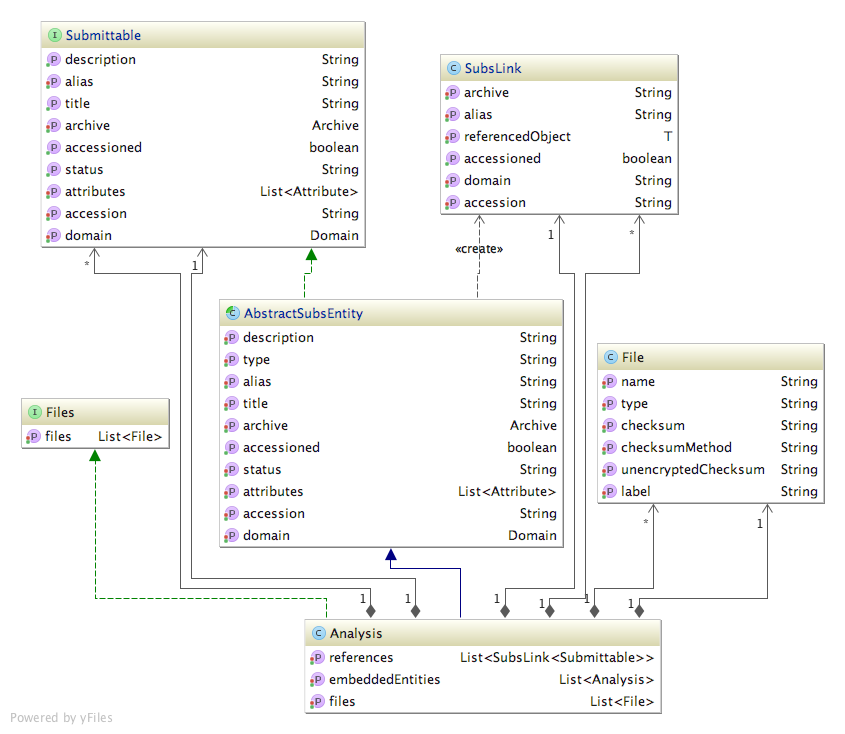 Submittable
description String
alias String
title String
archive Archive
accessioned boolean
status String
attributes List<Attribute>
accession String
domain Domain
SubsLink
archive String
alias String
referencedObject T
accessioned boolean
domain String
accession String
* 1 1 *
«create»
AbstractSubsEntity
description String
type String
alias String
title String
archive Archive
accessioned boolean
status String
attributes List<Attribute>
accession String
domain Domain
File
name String
type String
checksum String
checksumMethod String
unencryptedChecksum String
label String
Files
files List<File>
* 1
1 1 1 1 1 1
Analysis
references List<SubsLink<Submittable>>
embeddedEntities List<Analysis>
files List<File>
Powered by yFiles